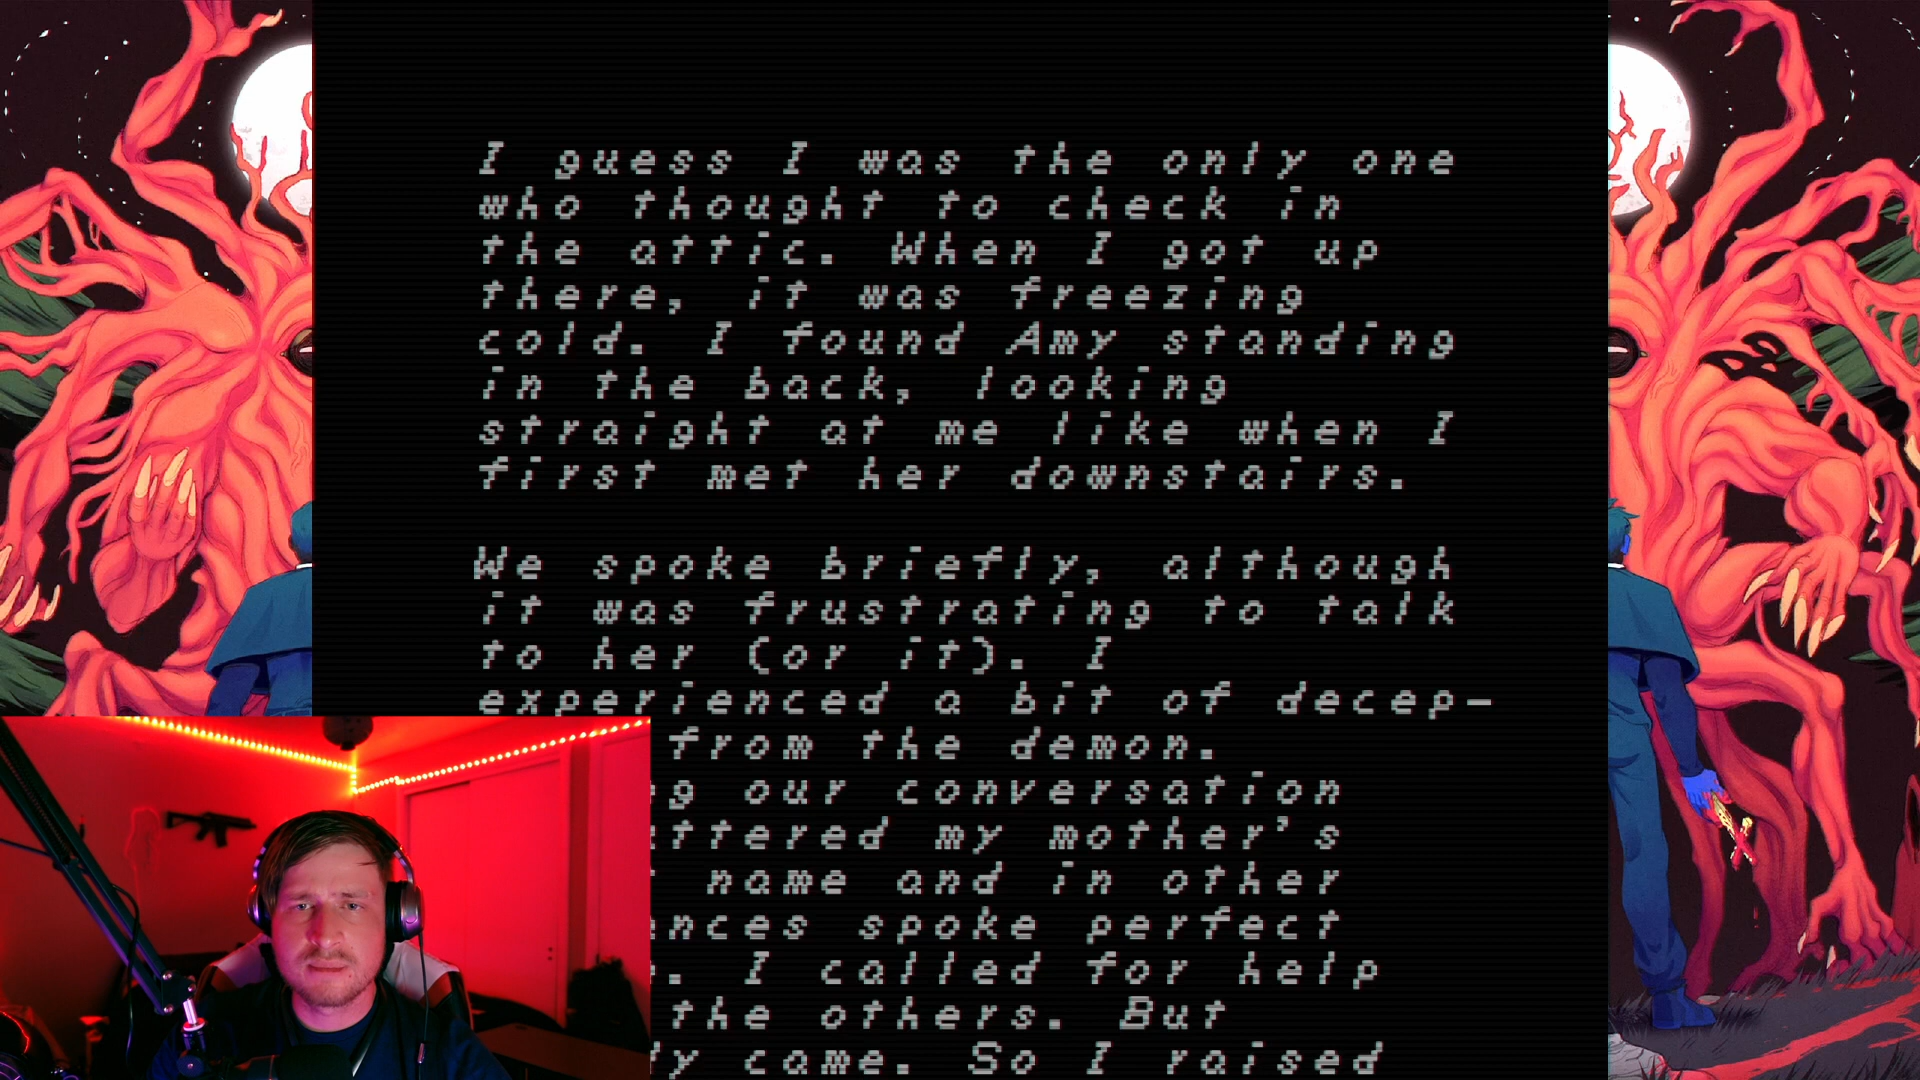 I guess I was the only one
who thought to check in
the attic. When I got up
there, it was freezing
cold. I found Amy standing
in the back, looking
straight at me like when I
first met her downstairs.
We spoke briefly, although
it was frustrating to talk
to her (or it). I
experienced a bit of decep-
from the demon.
our conversation
my mother's
name and in other
spoke perfect
I called for help
the others. But
came. So I raised